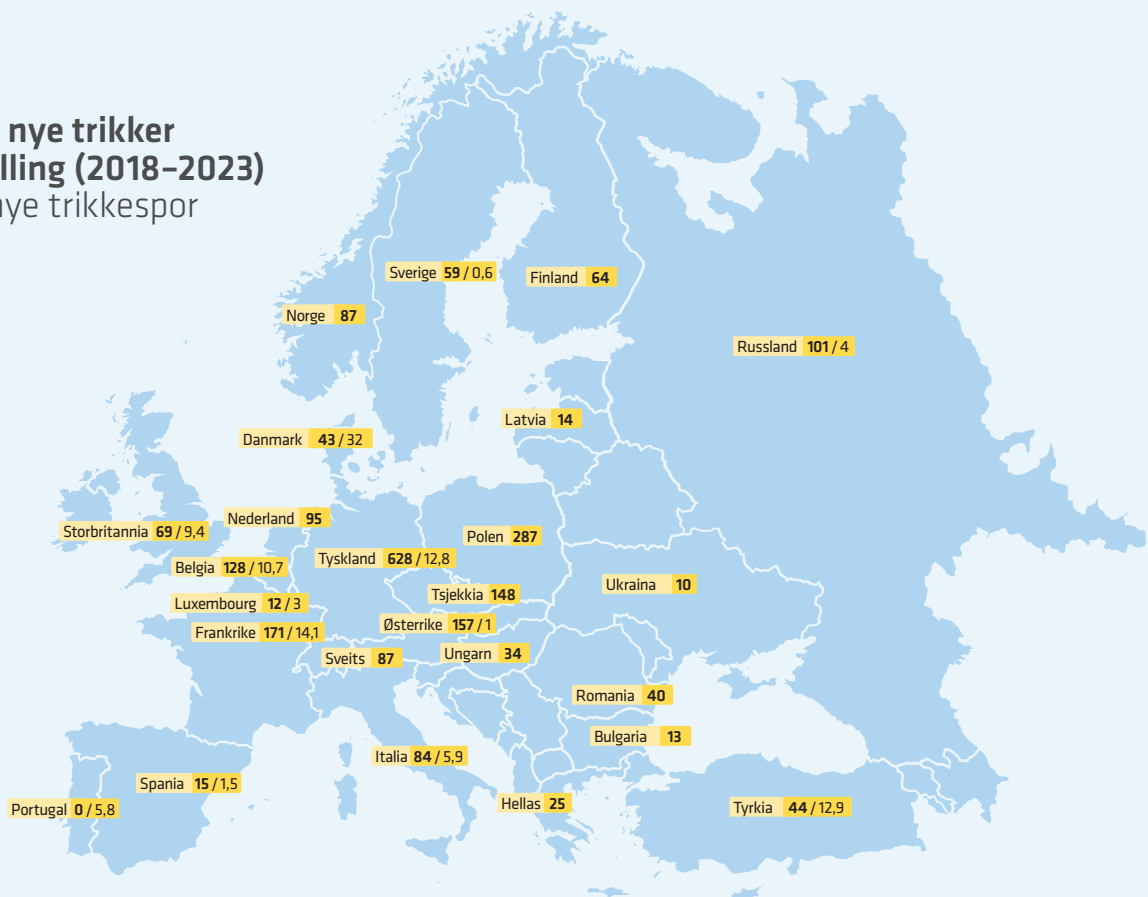 nye trikker
lling (2018–2023)
nye trikkespor
Sverige 59 / 0,6
Finland 64
Norge 87
Russland 101 / 4
Latvia 14
Danmark 43 / 32
Nederland 95
Storbritannia 69 / 9,4
Polen 287
Tyskland 628 / 12,8
Belgia 128 / 10,7
Ukraina 10
Tsjekkia 148
Luxembourg 12 / 3
Østerrike 157 / 1
Frankrike 171 / 14,1
Ungarn 34
Sveits 87
Romania 40
Bulgaria 13
Italia 84 / 5,9
Spania 15 / 1,5
Hellas 25
Portugal 0 / 5,8
Tyrkia 44 / 12,9